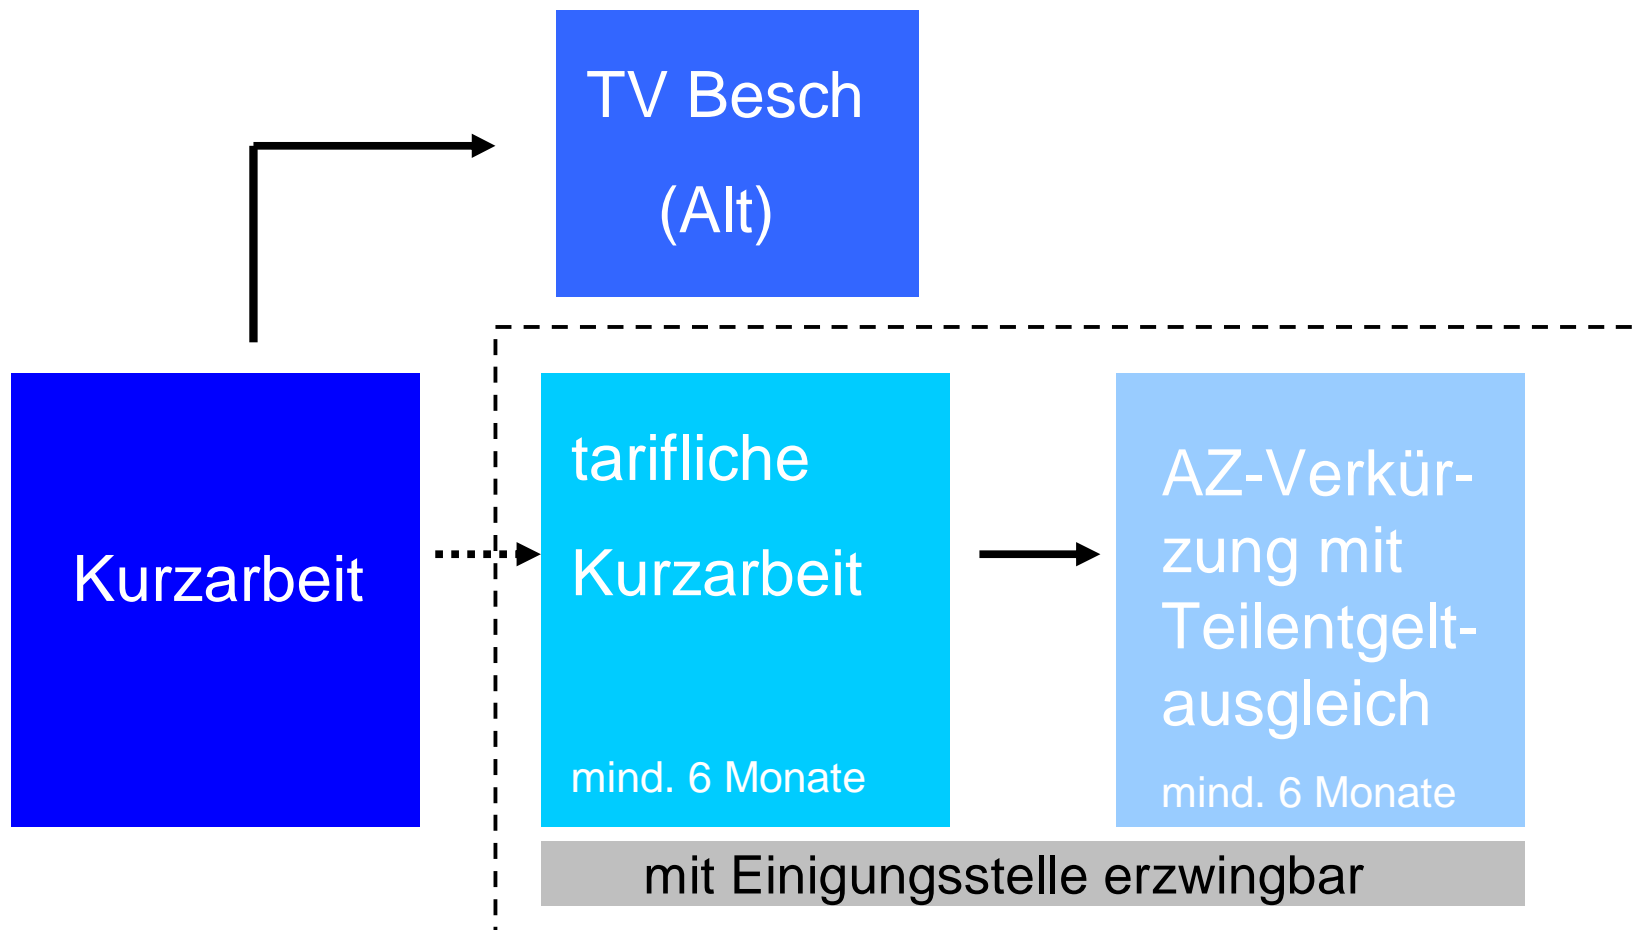 TV Besch
(Alt)
Kurzarbeit
tarifliche
Kurzarbeit
mind. 6 Monate
AZ-Verkür-
zung mit
Teilentgelt-
ausgleich
mind. 6 Monate
mit Einigungsstelle erzwingbar